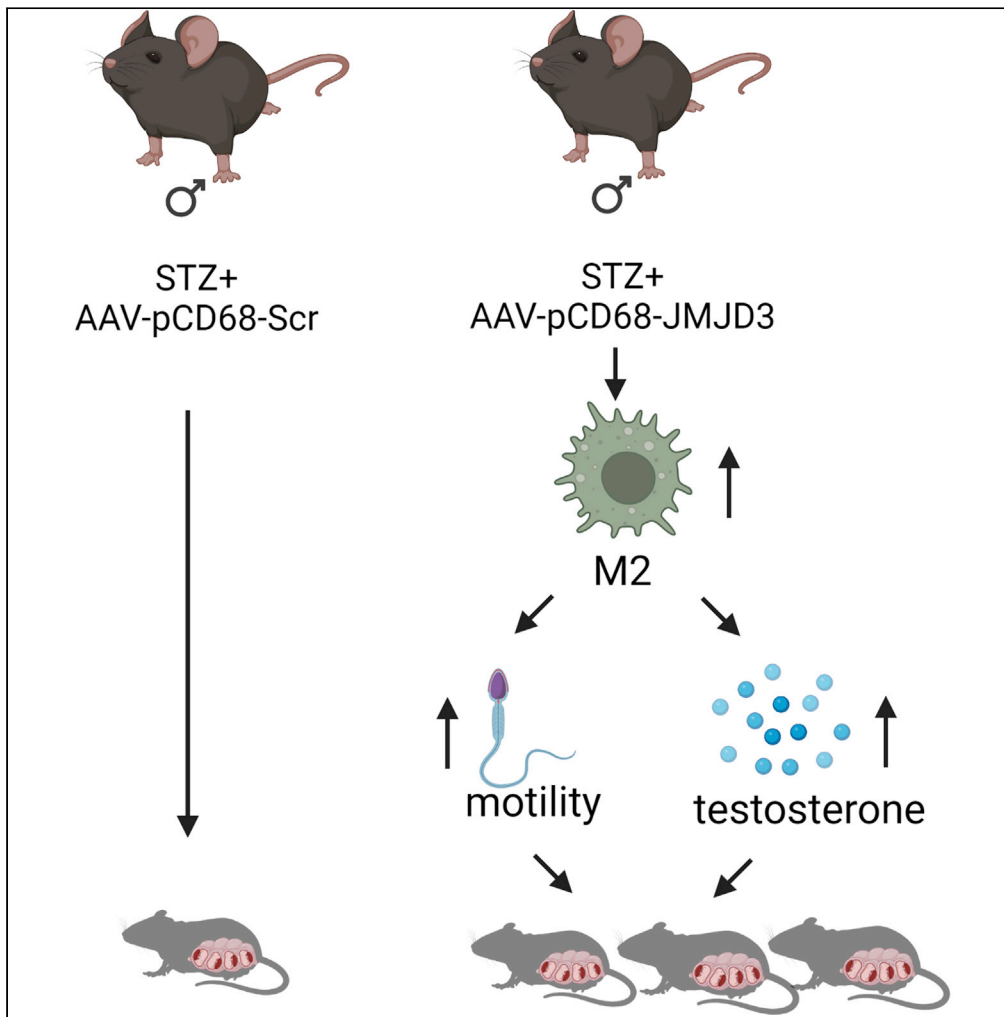 STZ+
AAV-pCD68-Scr
STZ+
AAV-pCD68-JMJD3
M2
motility
testosterone